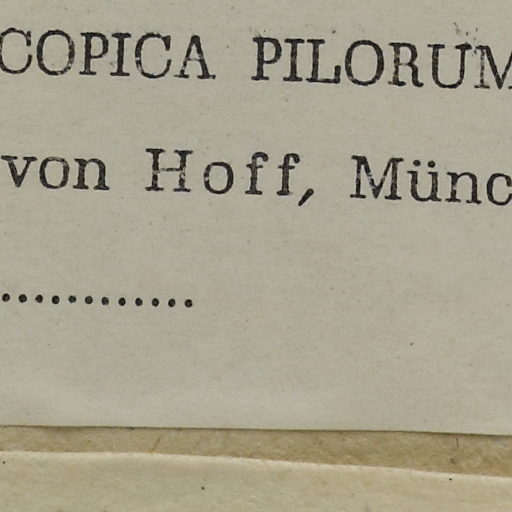 COPICA PILORUM
von Hoff, Münc
............